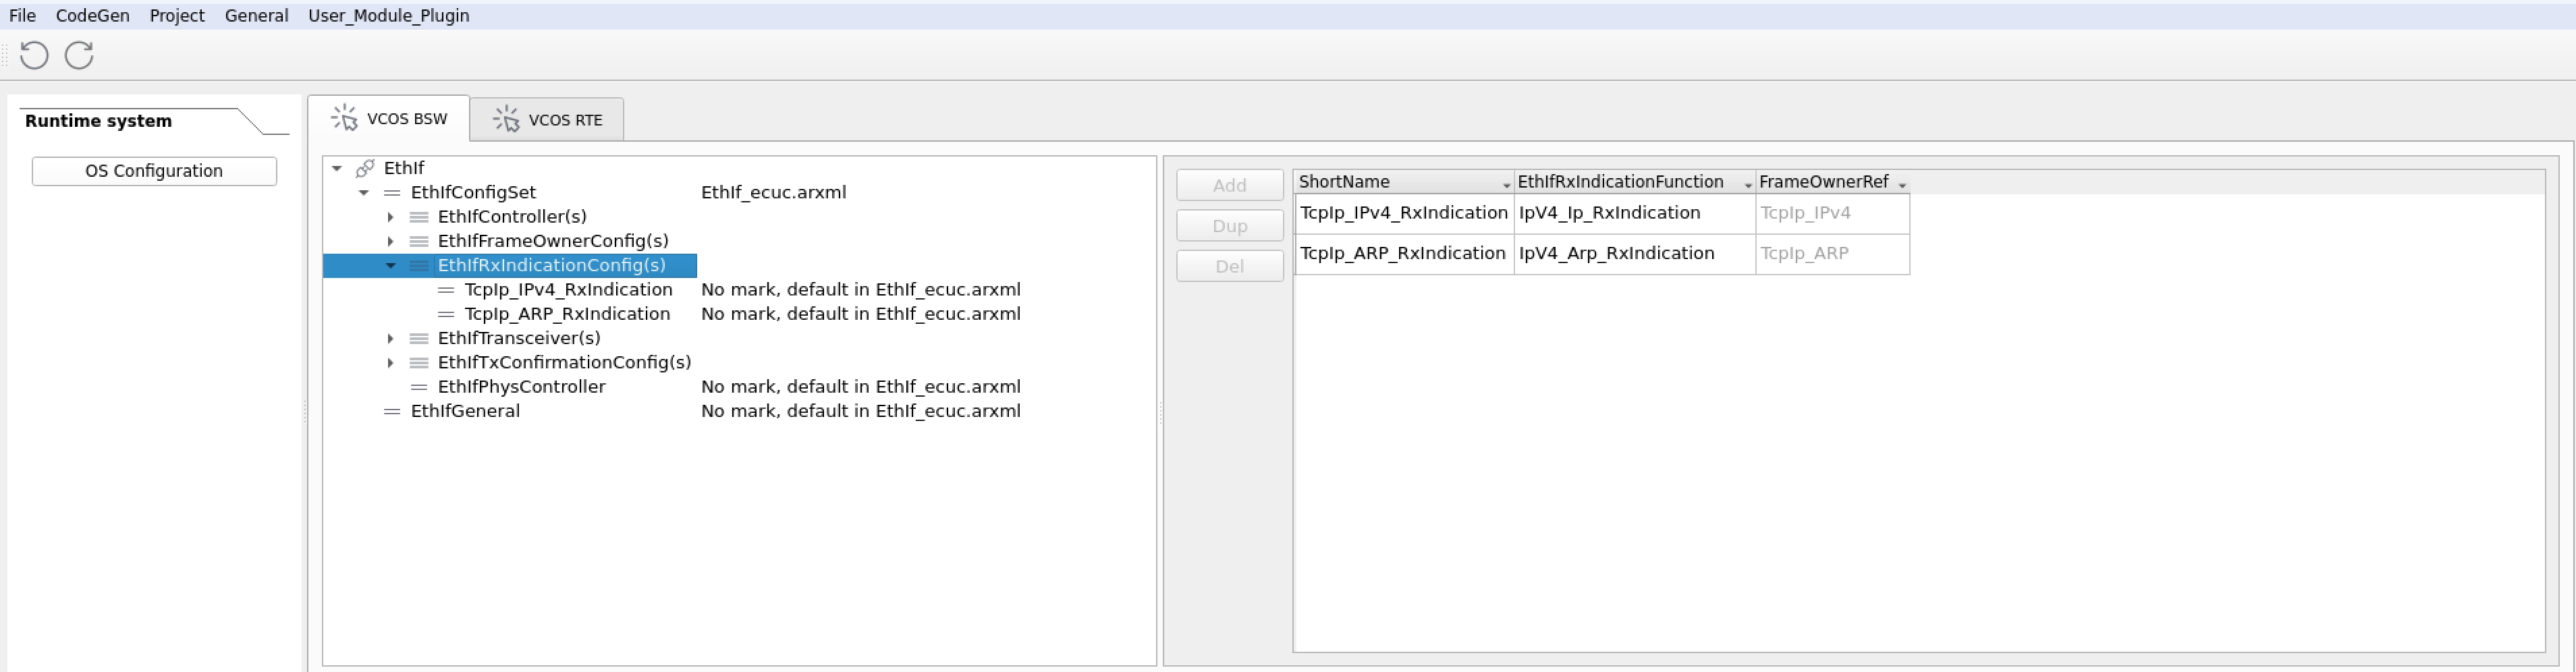 File CodeGen Project General User_Module_Plugin
Runtime system
OS Configuration
VCOS BSW VCOS RTE
EthIf
EthIfConfigSet EthIf_ecuc.arxml
EthIfController(s)
EthIfFrameOwnerConfig(s)
EthIfRxIndicationConfig(s)
TcpIp_IPv4_RxIndication No mark, default in EthIf_ecuc.arxml
TcpIp_ARP_RxIndication No mark, default in EthIf_ecuc.arxml
EthIfTransceiver(s)
EthIfTxConfirmationConfig(s)
EthIfPhysController No mark, default in EthIf_ecuc.arxml
EthIfGeneral No mark, default in EthIf_ecuc.arxml
Add
Dup
Del
ShortName EthIfRxIndicationFunction FrameOwnerRef
TcpIp_IPv4_RxIndication IpV4_Ip_RxIndication TcpIp_IPv4
TcpIp_ARP_RxIndication IpV4_Arp_RxIndication TcpIp_ARP